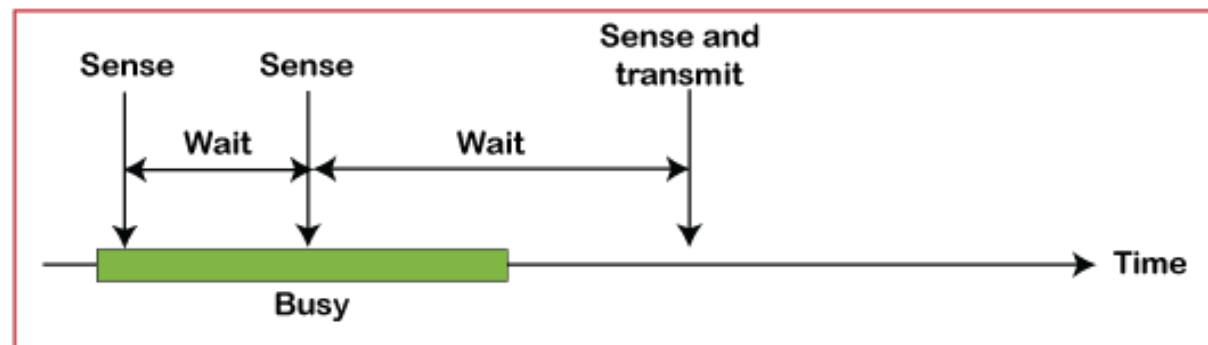 Sense and
Sense
Sense
transmit
Wait
Wait
Time
Busy